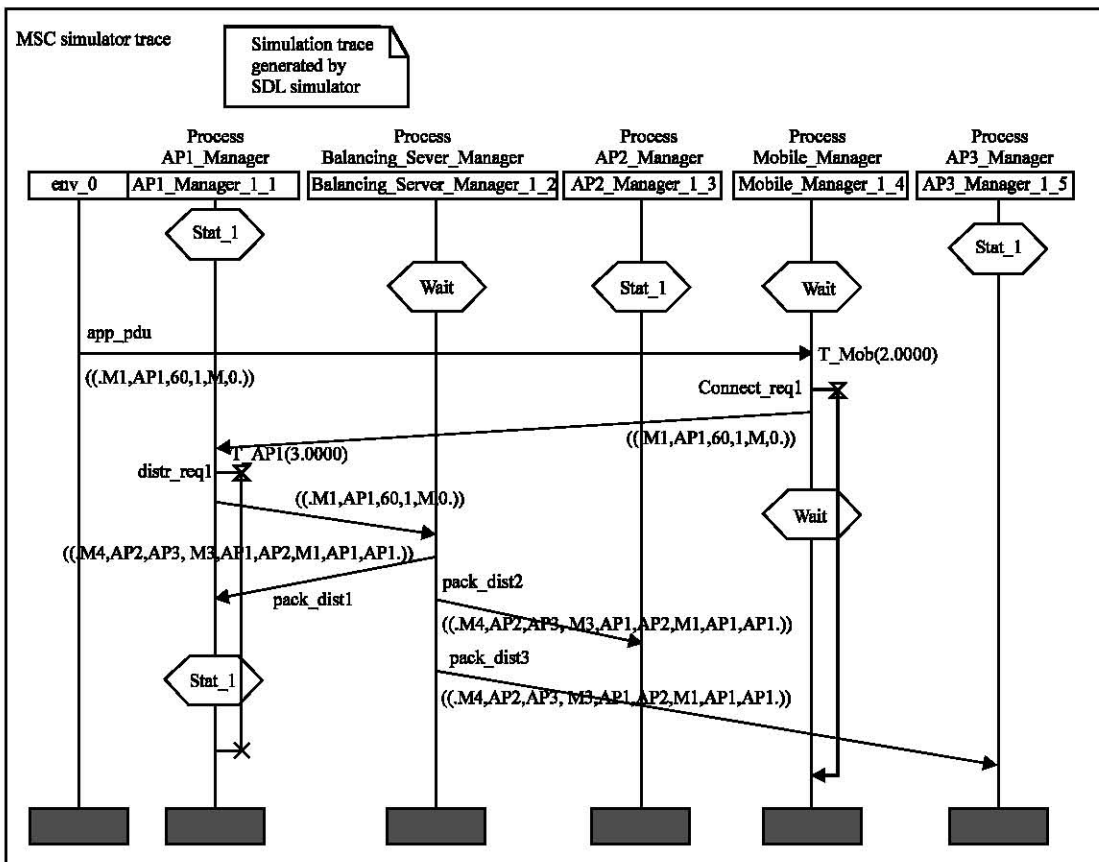 MSC simulator trace
Simulation trace
generated by
SDL simulator
Process
AP1_Manager
Process
Balancing_Sever_Manager
Process
AP2_Manager
Process
Mobile_Manager
Process
AP3_Manager
env_0
AP1_Manager_1_1
Balancing_Server_Manager_1_2
AP2_Manager_1_3
Mobile_Manager_1_4
AP3_Manager_1_5
Stat_1
Stat_1
Wait
Stat_1
Wait
app_pdu
T_Mob(2.0000)
((.M1,AP1,60,1,M,0.))
Connect_req1
((.M1,AP1,60,1,M,0.))
T_AP1(3.0000)
distr_req1
((.M1,AP1,60,1,M,0.))
Wait
((.M4,AP2,AP3, M3,AP1,AP2,M1,AP1,AP1.))
pack_dist2
pack_dist1
((.M4,AP2,AP3, M3,AP1,AP2,M1,AP1,AP1.))
pack_dist3
Stat_1
((.M4,AP2,AP3, M3,AP1,AP2,M1,AP1,AP1.))